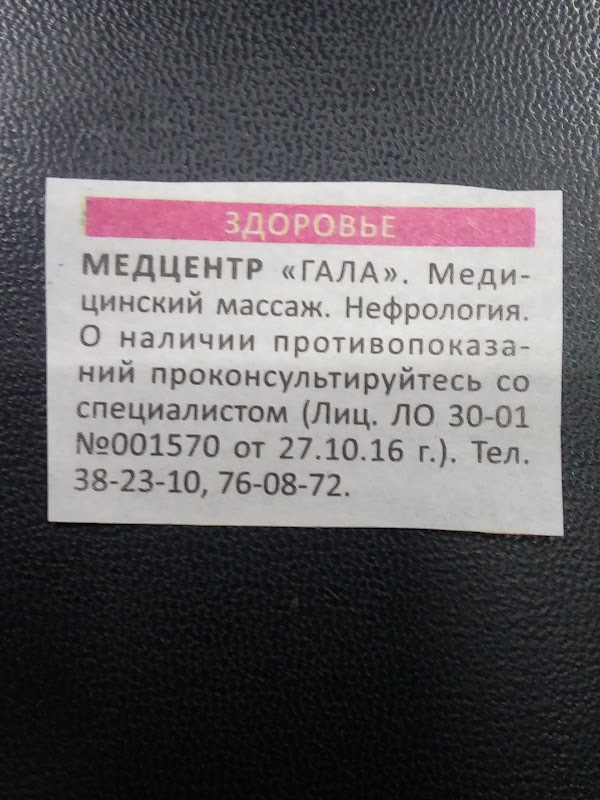 ЗДОРОВЬЕ
МЕДЦЕНТР «ГАЛА». Меди-
цинский массаж. Нефрология.
О наличии противопоказа-
ний проконсультируйтесь со
специалистом (Лиц. ЛО 30-01
№001570 от 27.10.16 г.). Тел.
38-23-10, 76-08-72.